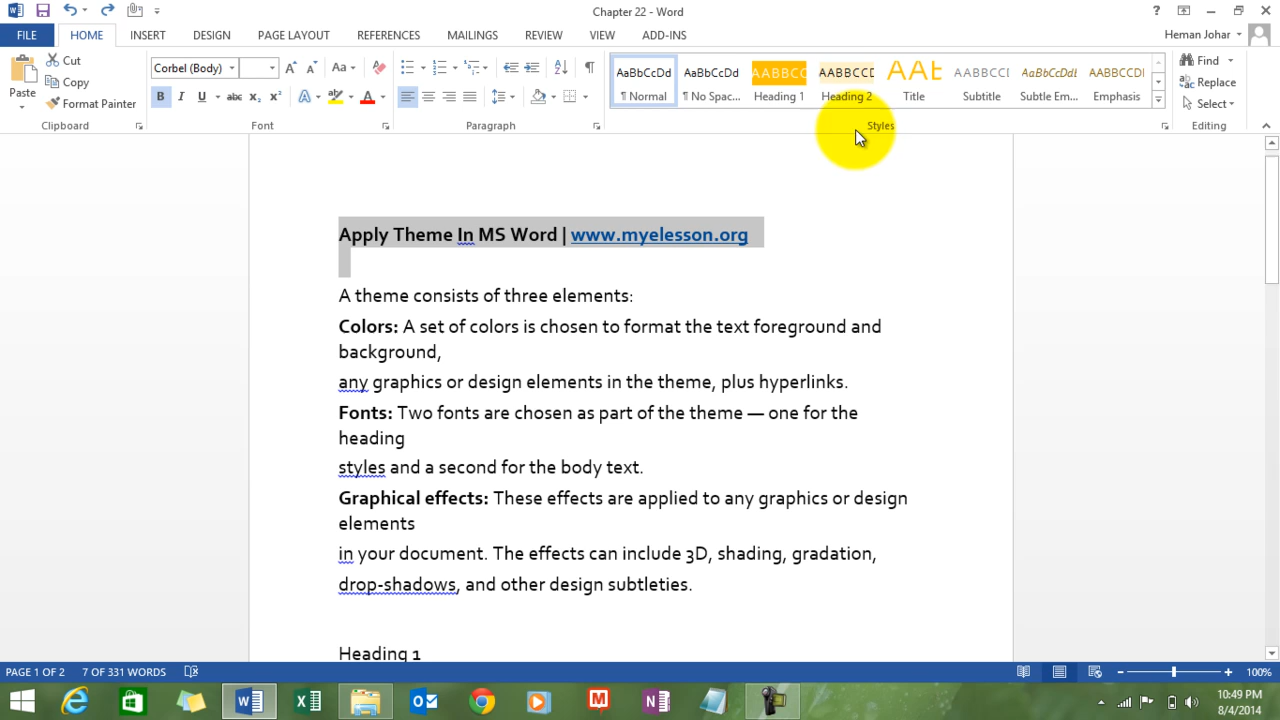 Chapter 22 - Word
Heman Johar
FILE HOME INSERT DESIGN PAGE LAYOUT REFERENCES MAILINGS REVIEW VIEW ADD-INS
Paste
Cut
Copy
Format Painter
Clipboard
Corbel (Body)
Font
Paragraph
AaBbCcDd AaBbCcDd AABBCC AABBCCD AAB AABBCCD AaBbCcDdE AABBCCDE
¶ Normal ¶ No Spac... Heading 1 Heading 2 Title Subtitle Subtle Em... Emphasis
Styles
Find
Replace
Select
Editing
Apply Theme In MS Word | www.myelesson.org
A theme consists of three elements:
Colors: A set of colors is chosen to format the text foreground and
background,
any graphics or design elements in the theme, plus hyperlinks.
Fonts: Two fonts are chosen as part of the theme — one for the
heading
styles and a second for the body text.
Graphical effects: These effects are applied to any graphics or design
elements
in your document. The effects can include 3D, shading, gradation,
drop-shadows, and other design subtleties.
Heading 1
PAGE 1 OF 2 7 OF 331 WORDS 100%
10:49 PM
8/4/2014